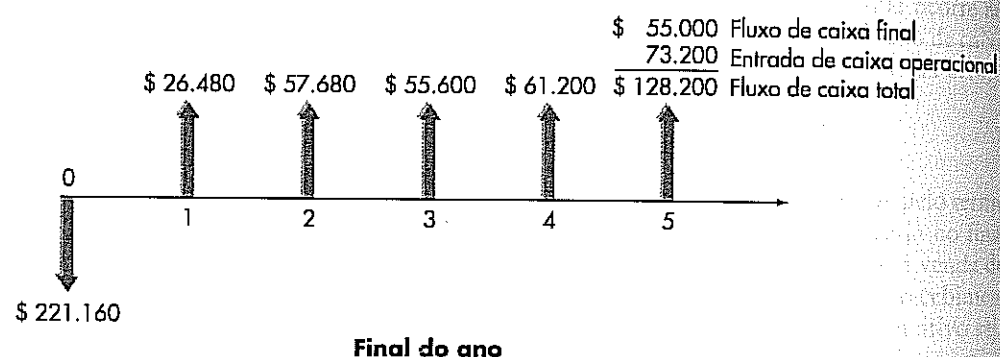 $ 55.000 Fluxo de caixa final
73.200 Entrada de caixa operacional
$ 26.480 $ 57.680 $ 55.600 $ 61.200 $ 128.200 Fluxo de caixa total
0
1 2 3 4 5
$ 221.160
Final do ano